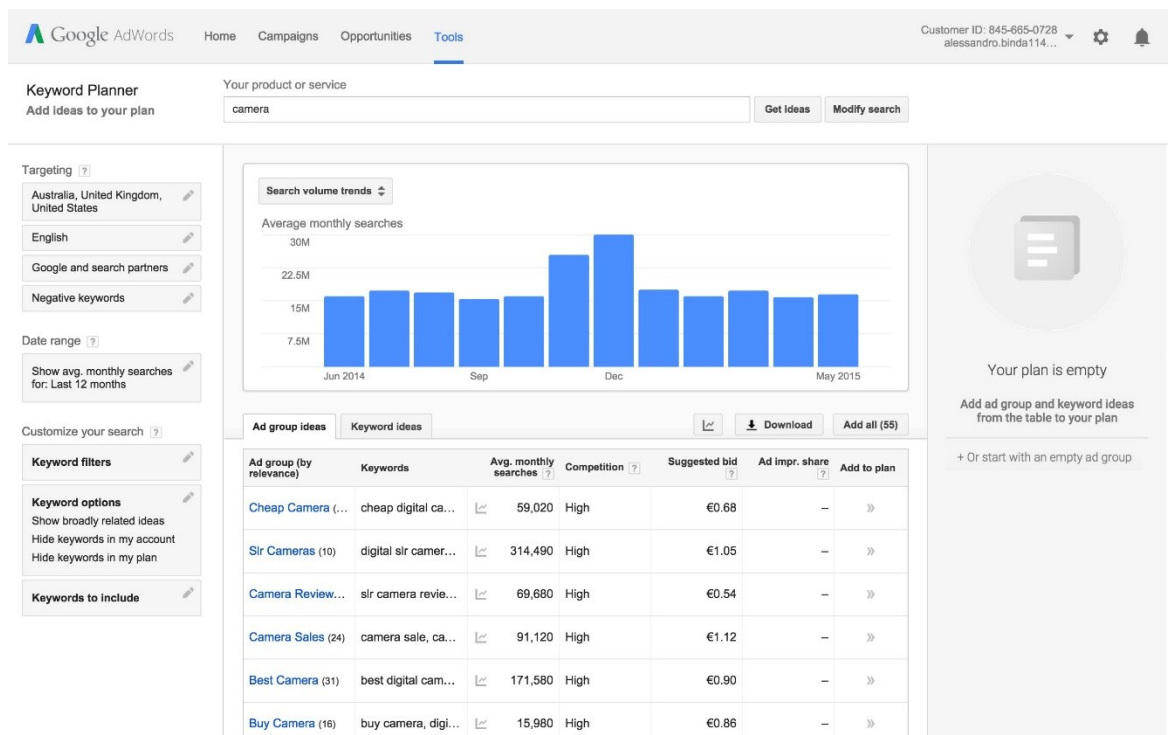 Google AdWords
Home Campaigns Opportunities Tools
Customer ID: 845-665-0728
alessandro.binda114...
Keyword Planner
Add ideas to your plan
Your product or service
camera
Get ideas Modify search
Targeting ?
Australia, United Kingdom,
United States
English
Google and search partners
Negative keywords
Date range ?
Show avg. monthly searches
for: Last 12 months
Customize your search ?
Keyword filters
Keyword options
Show broadly related ideas
Hide keywords in my account
Hide keywords in my plan
Keywords to include
Search volume trends
Average monthly searches
30M
22.5M
15M
7.5M
Jun 2014 Sep Dec May 2015
Ad group ideas Keyword ideas Download Add all (55)
Ad group (by relevance) Keywords Avg. monthly searches ? Competition ? Suggested bid ? Ad impr. share ? Add to plan
Cheap Camera (... cheap digital ca... 59,020 High €0.68 – »
Slr Cameras (10) digital slr camer... 314,490 High €1.05 – »
Camera Review... slr camera revie... 69,680 High €0.54 – »
Camera Sales (24) camera sale, ca... 91,120 High €1.12 – »
Best Camera (31) best digital cam... 171,580 High €0.90 – »
Buy Camera (16) buy camera, digi... 15,980 High €0.86 – »
Your plan is empty
Add ad group and keyword ideas
from the table to your plan
+ Or start with an empty ad group